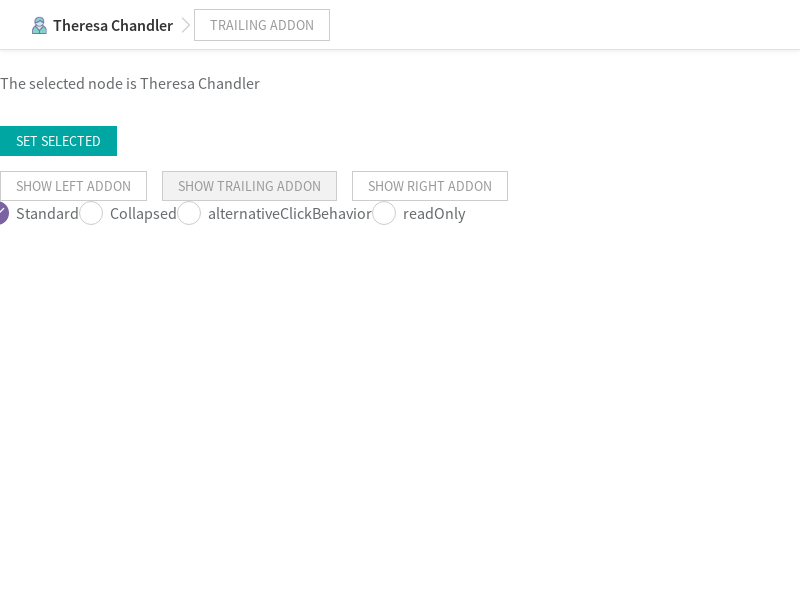 Theresa Chandler TRAILING ADDON
The selected node is Theresa Chandler
SET SELECTED
SHOW LEFT ADDON SHOW TRAILING ADDON SHOW RIGHT ADDON
Standard Collapsed alternativeClickBehavior readOnly